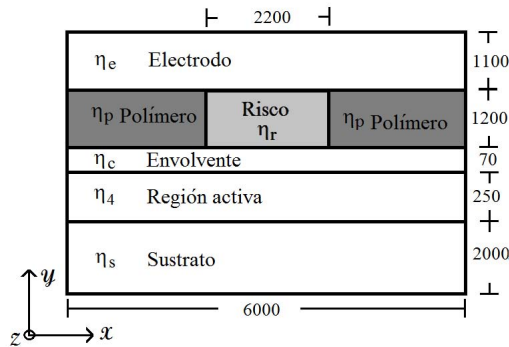 2200
ηe Electrodo
1100
ηp Polímero
Risco
ηr
ηp Polímero
1200
ηc Envolvente
70
η4 Región activa
250
ηs Sustrato
2000
y
z
x
6000